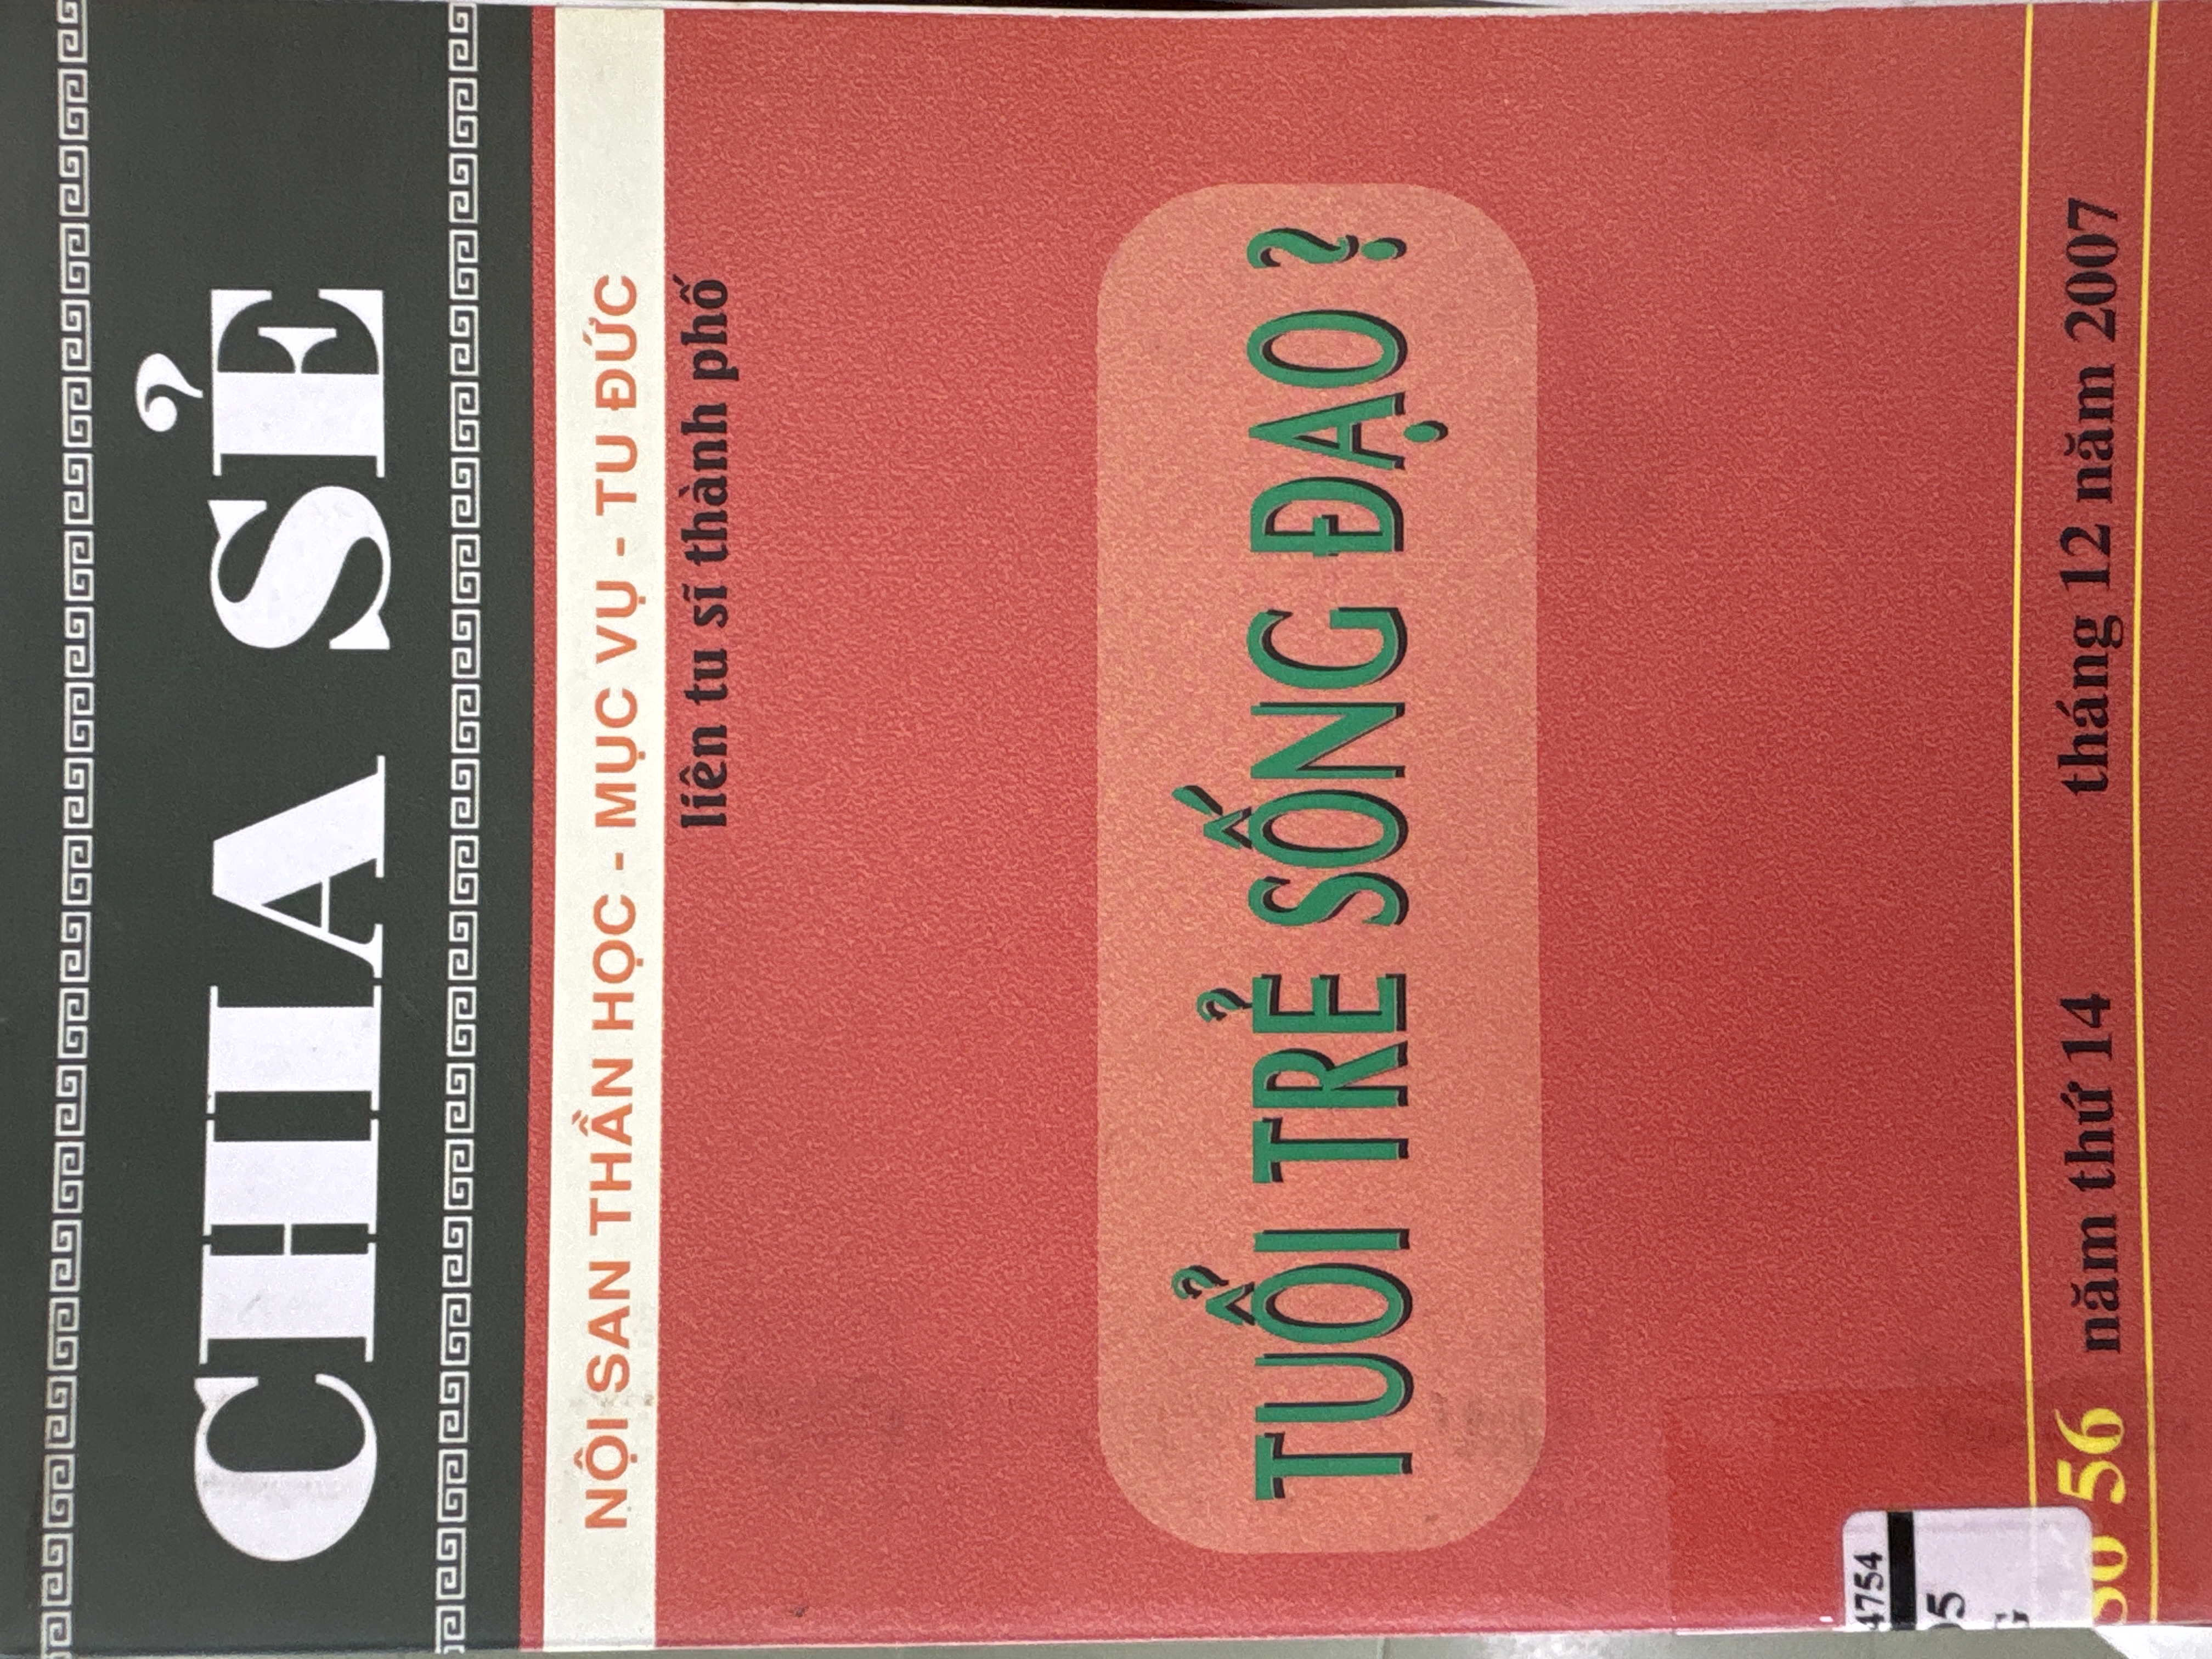 CHIA SẺ
NỘI SAN THẦN HỌC - MỤC VỤ - TU ĐỨC
liên tu sĩ thành phố
TUỔI TRẺ SỐNG ĐẠO ?
56 năm thứ 14 tháng 12 năm 2007
4754